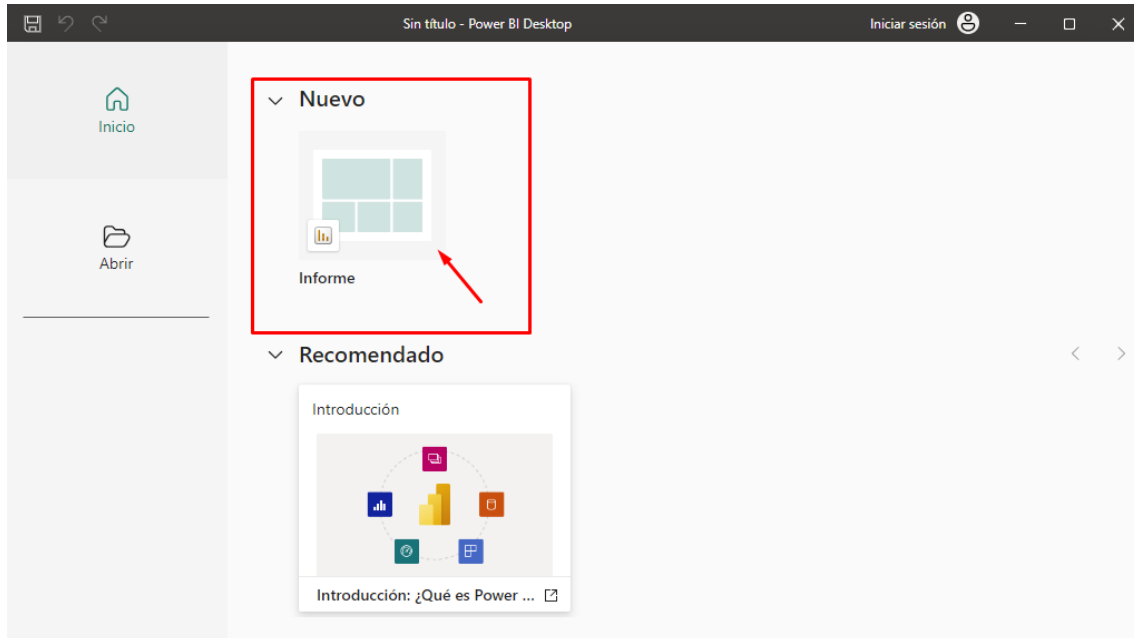 Sin título - Power BI Desktop
Iniciar sesión
Inicio
Abrir
Nuevo
Informe
Recomendado
Introducción
Introducción: ¿Qué es Power ...